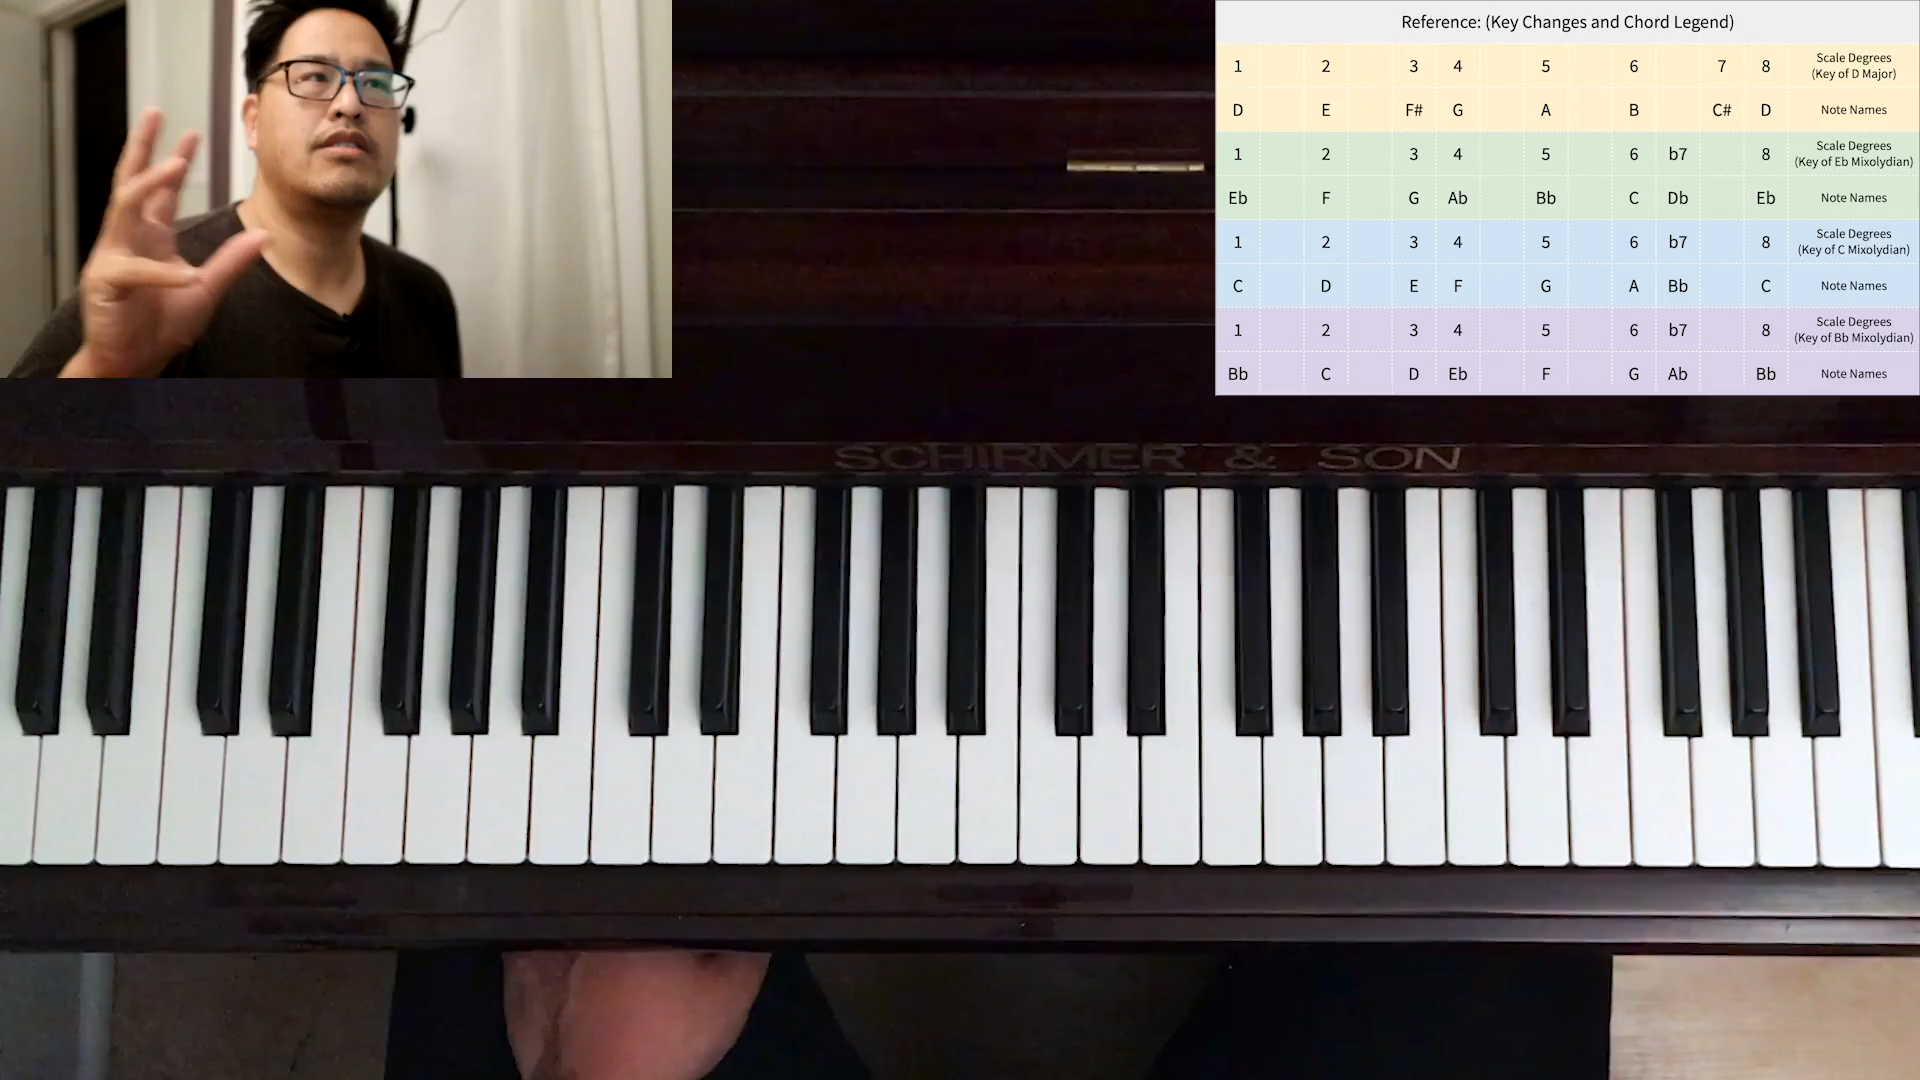 Reference: (Key Changes and Chord Legend)
1 2 3 4 5 6 7 8 Scale Degrees
(Key of D Major)
D E F# G A B C# D Note Names
1 2 3 4 5 6 b7 8 Scale Degrees
(Key of Eb Mixolydian)
Eb F G Ab Bb C Db Eb Note Names
1 2 3 4 5 6 b7 8 Scale Degrees
(Key of C Mixolydian)
C D E F G A Bb C Note Names
1 2 3 4 5 6 b7 8 Scale Degrees
(Key of Bb Mixolydian)
Bb C D Eb F G Ab Bb Note Names
SCHIRMER & SON